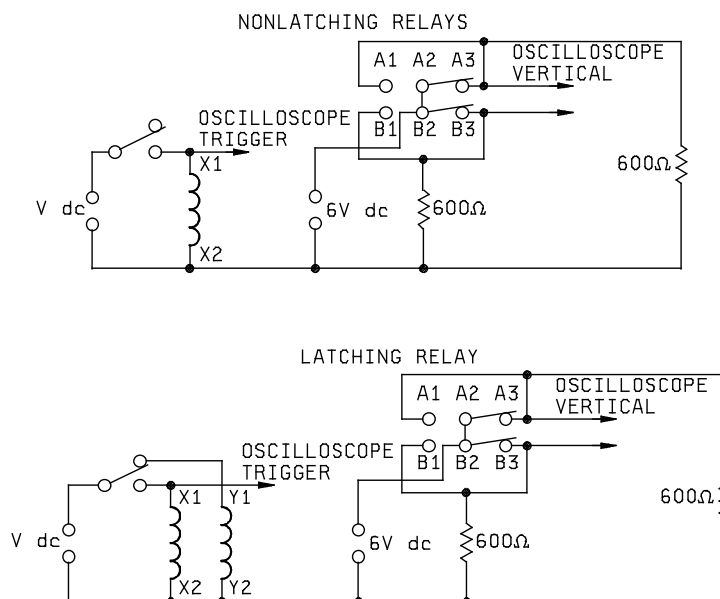 NONLATCHING RELAYS
A1 A2 A3
OSCILLOSCOPE
VERTICAL
OSCILLOSCOPE
TRIGGER
B1 B2 B3
X1
600Ω
V dc
6V dc
600Ω
X2
LATCHING RELAY
A1 A2 A3
OSCILLOSCOPE
VERTICAL
OSCILLOSCOPE
TRIGGER
B1 B2 B3
X1 Y1
600Ω
V dc
6V dc
600Ω
X2 Y2